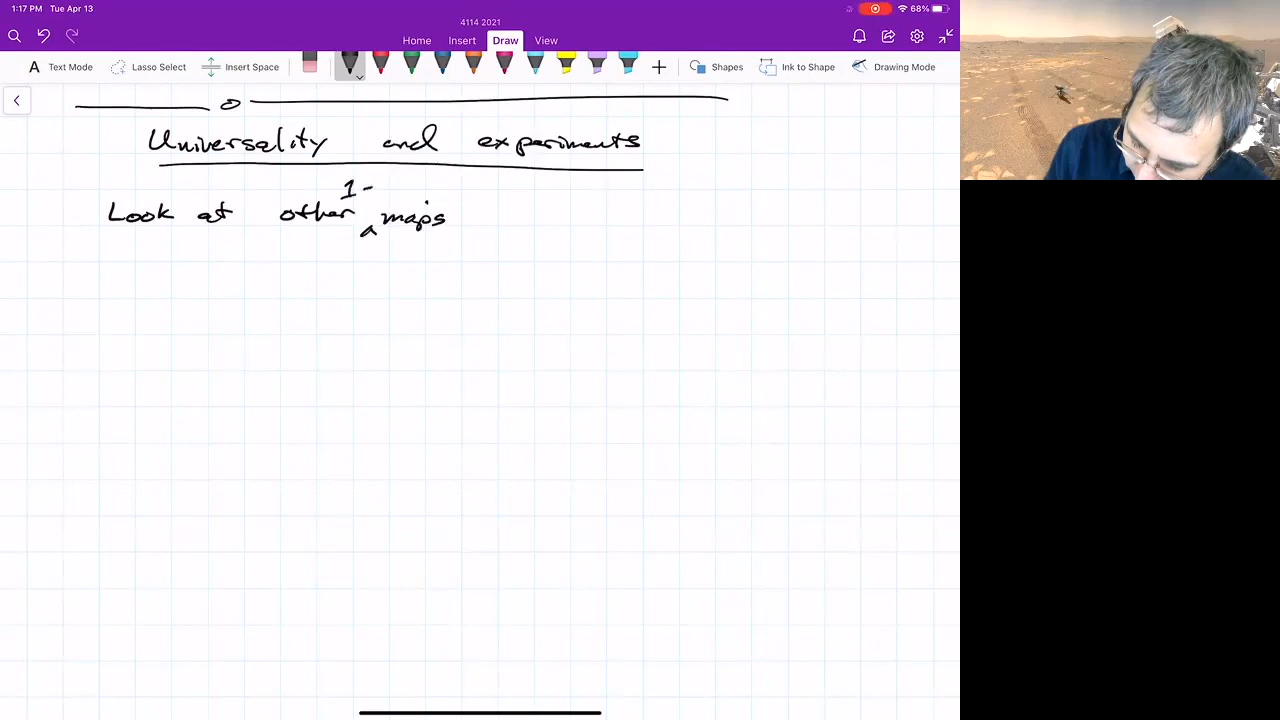 1:17 PM Tue Apr 13
68%
4114 2021
Home Insert Draw View
A Text Mode Lasso Select Insert Space Shapes Ink to Shape Drawing Mode
Universality and experiments
1-
Look at other maps